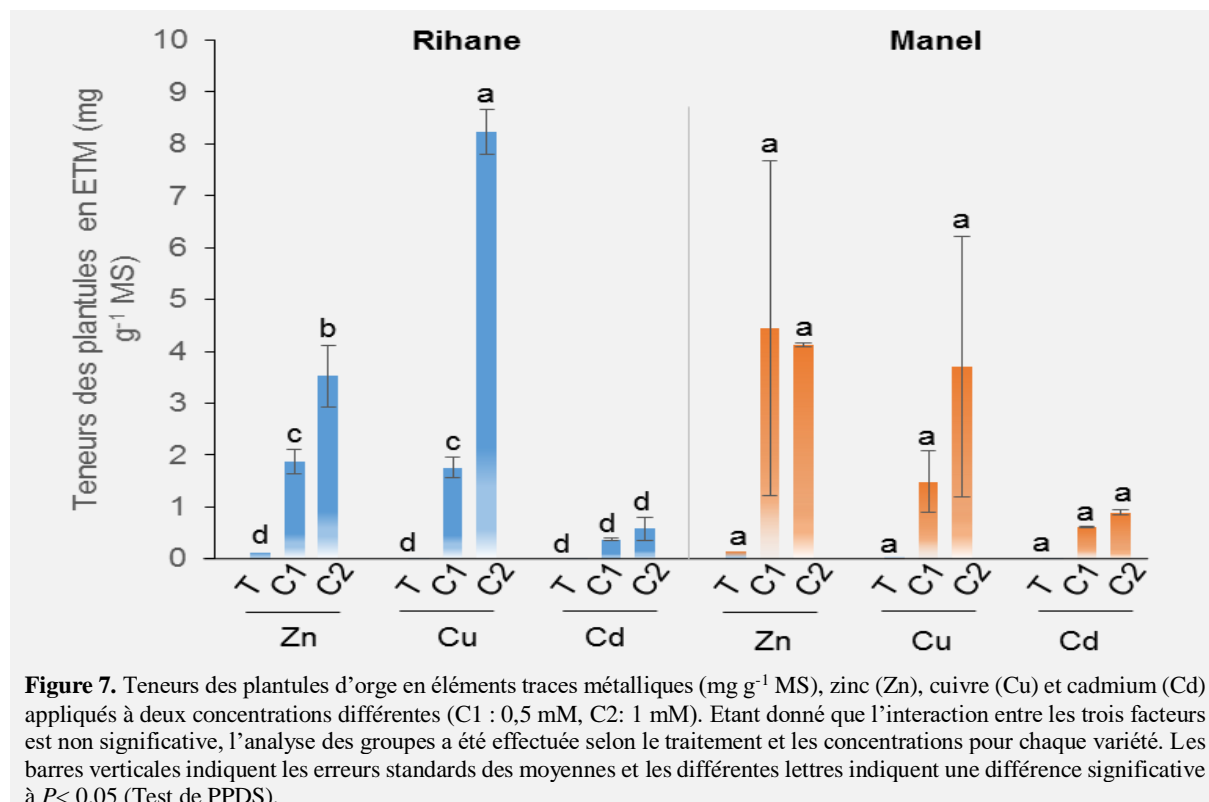 Rihane Manel
Teneurs des plantules en ETM (mg
g⁻¹ MS)
10
9
8
7
6
5
4
3
2
1
0
d c b d c a d d d a a a a a a a a a
T C1 C2 T C1 C2 T C1 C2 T C1 C2 T C1 C2 T C1 C2
Zn Cu Cd Zn Cu Cd
Figure 7. Teneurs des plantules d’orge en éléments traces métalliques (mg g⁻¹ MS), zinc (Zn), cuivre (Cu) et cadmium (Cd)
appliqués à deux concentrations différentes (C1 : 0,5 mM, C2: 1 mM). Etant donné que l’interaction entre les trois facteurs
est non significative, l’analyse des groupes a été effectuée selon le traitement et les concentrations pour chaque variété. Les
barres verticales indiquent les erreurs standards des moyennes et les différentes lettres indiquent une différence significative
à P< 0.05 (Test de PPDS).